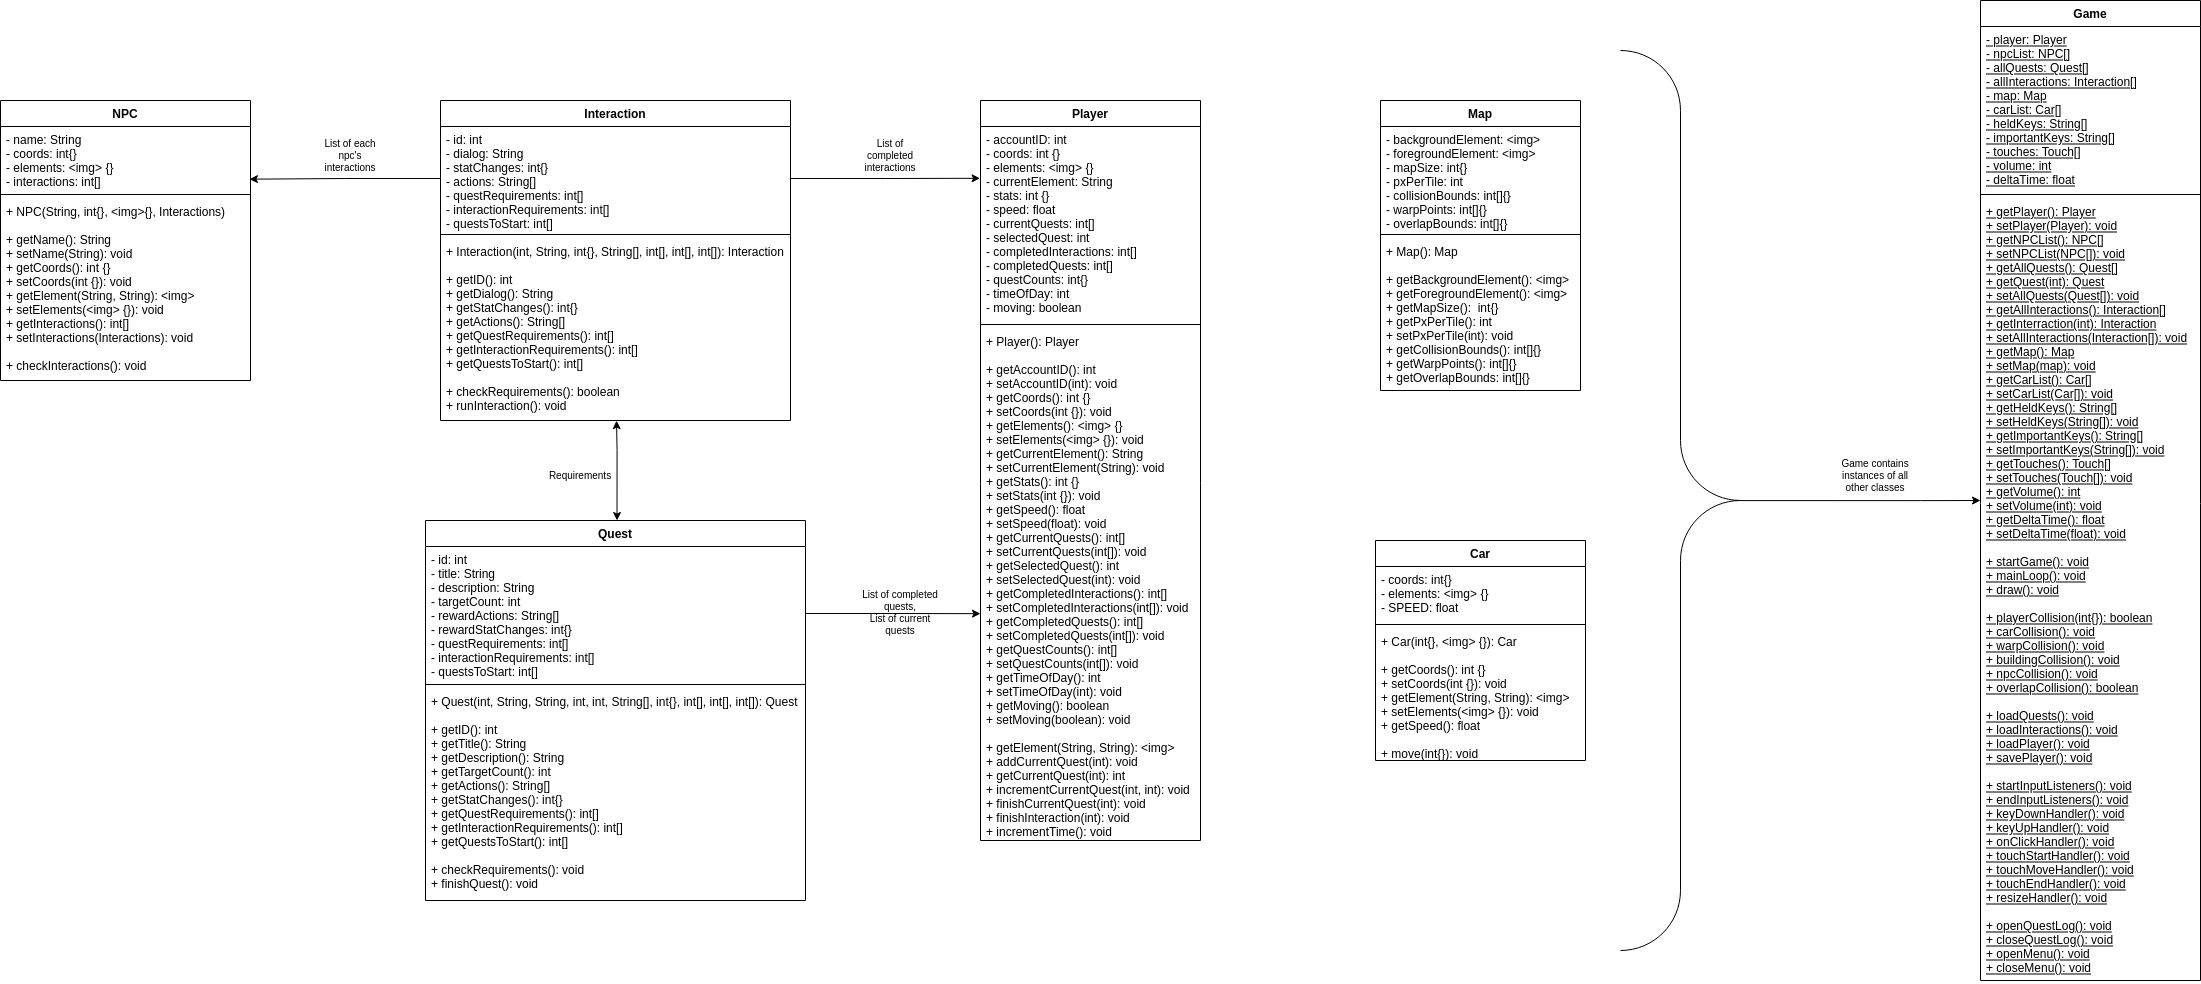 NPC
- name: String
- coords: int{}
- elements: <img> {}
- interactions: int[]
+ NPC(String, int{}, <img>{}, Interactions)
+ getName(): String
+ setName(String): void
+ getCoords(): int {}
+ setCoords(int {}): void
+ getElement(String, String): <img>
+ setElements(<img> {}): void
+ getInteractions(): int[]
+ setInteractions(Interactions): void
+ checkInteractions(): void
List of each
npc's
interactions
Interaction
- id: int
- dialog: String
- statChanges: int{}
- actions: String[]
- questRequirements: int[]
- interactionRequirements: int[]
- questsToStart: int[]
+ Interaction(int, String, int{}, String[], int[], int[], int[]): Interaction
+ getID(): int
+ getDialog(): String
+ getStatChanges(): int{}
+ getActions(): String[]
+ getQuestRequirements(): int[]
+ getInteractionRequirements(): int[]
+ getQuestsToStart(): int[]
+ checkRequirements(): boolean
+ runInteraction(): void
Requirements
Quest
- id: int
- title: String
- description: String
- targetCount: int
- rewardActions: String[]
- rewardStatChanges: int{}
- questRequirements: int[]
- interactionRequirements: int[]
- questsToStart: int[]
+ Quest(int, String, String, int, int, String[], int{}, int[], int[], int[]): Quest
+ getID(): int
+ getTitle(): String
+ getDescription(): String
+ getTargetCount(): int
+ getActions(): String[]
+ getStatChanges(): int{}
+ getQuestRequirements(): int[]
+ getInteractionRequirements(): int[]
+ getQuestsToStart(): int[]
+ checkRequirements(): void
+ finishQuest(): void
List of
completed
interactions
List of completed
quests,
List of current
quests
Player
- accountID: int
- coords: int {}
- elements: <img> {}
- currentElement: String
- stats: int {}
- speed: float
- currentQuests: int[]
- selectedQuest: int
- completedInteractions: int[]
- completedQuests: int[]
- questCounts: int{}
- timeOfDay: int
- moving: boolean
+ Player(): Player
+ getAccountID(): int
+ setAccountID(int): void
+ getCoords(): int {}
+ setCoords(int {}): void
+ getElements(): <img> {}
+ setElements(<img> {}): void
+ getCurrentElement(): String
+ setCurrentElement(String): void
+ getStats(): int {}
+ setStats(int {}): void
+ getSpeed(): float
+ setSpeed(float): void
+ getCurrentQuests(): int[]
+ setCurrentQuests(int[]): void
+ getSelectedQuest(): int
+ setSelectedQuest(int): void
+ getCompletedInteractions(): int[]
+ setCompletedInteractions(int[]): void
+ getCompletedQuests(): int[]
+ setCompletedQuests(int[]): void
+ getQuestCounts(): int[]
+ setQuestCounts(int[]): void
+ getTimeOfDay(): int
+ setTimeOfDay(int): void
+ getMoving(): boolean
+ setMoving(boolean): void
+ getElement(String, String): <img>
+ addCurrentQuest(int): void
+ getCurrentQuest(int): int
+ incrementCurrentQuest(int, int): void
+ finishCurrentQuest(int): void
+ finishInteraction(int): void
+ incrementTime(): void
Map
- backgroundElement: <img>
- foregroundElement: <img>
- mapSize: int{}
- pxPerTile: int
- collisionBounds: int[]{}
- warpPoints: int[]{}
- overlapBounds: int[]{}
+ Map(): Map
+ getBackgroundElement(): <img>
+ getForegroundElement(): <img>
+ getMapSize():  int{}
+ getPxPerTile(): int
+ setPxPerTile(int): void
+ getCollisionBounds(): int[]{}
+ getWarpPoints(): int[]{}
+ getOverlapBounds: int[]{}
Car
- coords: int{}
- elements: <img> {}
- SPEED: float
+ Car(int{}, <img> {}): Car
+ getCoords(): int {}
+ setCoords(int {}): void
+ getElement(String, String): <img>
+ setElements(<img> {}): void
+ getSpeed(): float
+ move(int{}): void
Game contains
instances of all
other classes
Game
- player: Player
- npcList: NPC[]
- allQuests: Quest[]
- allInteractions: Interaction[]
- map: Map
- carList: Car[]
- heldKeys: String[]
- importantKeys: String[]
- touches: Touch[]
- volume: int
- deltaTime: float
+ getPlayer(): Player
+ setPlayer(Player): void
+ getNPCList(): NPC[]
+ setNPCList(NPC[]): void
+ getAllQuests(): Quest[]
+ getQuest(int): Quest
+ setAllQuests(Quest[]): void
+ getAllInteractions(): Interaction[]
+ getInterraction(int): Interaction
+ setAllInteractions(Interaction[]): void
+ getMap(): Map
+ setMap(map): void
+ getCarList(): Car[]
+ setCarList(Car[]): void
+ getHeldKeys(): String[]
+ setHeldKeys(String[]): void
+ getImportantKeys(): String[]
+ setImportantKeys(String[]): void
+ getTouches(): Touch[]
+ setTouches(Touch[]): void
+ getVolume(): int
+ setVolume(int): void
+ getDeltaTime(): float
+ setDeltaTime(float): void
+ startGame(): void
+ mainLoop(): void
+ draw(): void
+ playerCollision(int{}): boolean
+ carCollision(): void
+ warpCollision(): void
+ buildingCollision(): void
+ npcCollision(): void
+ overlapCollision(): boolean
+ loadQuests(): void
+ loadInteractions(): void
+ loadPlayer(): void
+ savePlayer(): void
+ startInputListeners(): void
+ endInputListeners(): void
+ keyDownHandler(): void
+ keyUpHandler(): void
+ onClickHandler(): void
+ touchStartHandler(): void
+ touchMoveHandler(): void
+ touchEndHandler(): void
+ resizeHandler(): void
+ openQuestLog(): void
+ closeQuestLog(): void
+ openMenu(): void
+ closeMenu(): void